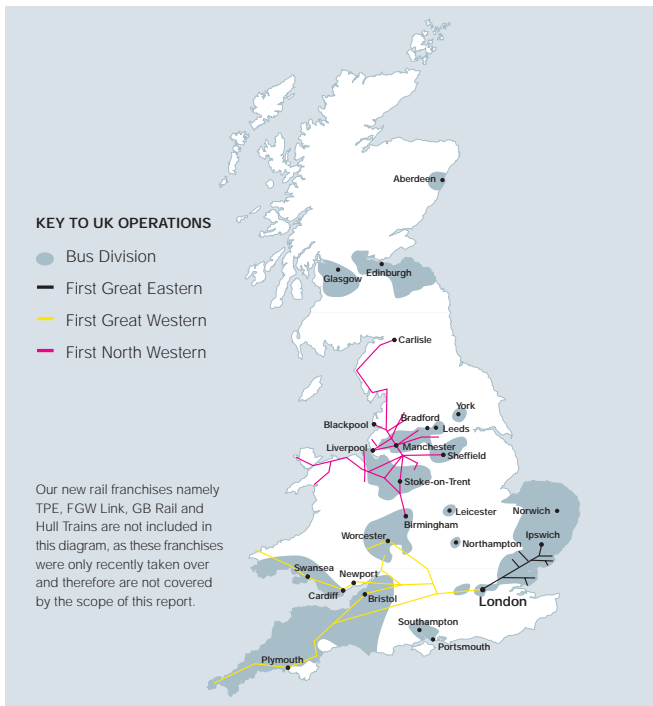 Aberdeen
KEY TO UK OPERATIONS
Bus Division
First Great Eastern
First Great Western
First North Western
Glasgow
Edinburgh
Carlisle
York
Bradford
Blackpool
Leeds
Liverpool
Manchester
Sheffield
Stoke-on-Trent
Our new rail franchises namely
TPE, FGW Link, GB Rail and
Hull Trains are not included in
this diagram, as these franchises
were only recently taken over
and therefore are not covered
by the scope of this report.
Leicester
Norwich
Birmingham
Worcester
Ipswich
Northampton
Swansea
Newport
Cardiff
Bristol
London
Southampton
Portsmouth
Plymouth